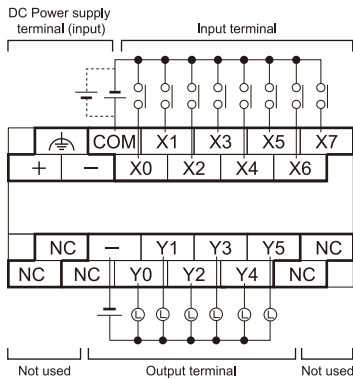 DC Power supply
terminal (input)
Input terminal
COM X1 X3 X5 X7
+ − X0 X2 X4 X6
NC − Y1 Y3 Y5 NC
NC NC Y0 Y2 Y4 NC
L L L L L L
Not used Output terminal Not used